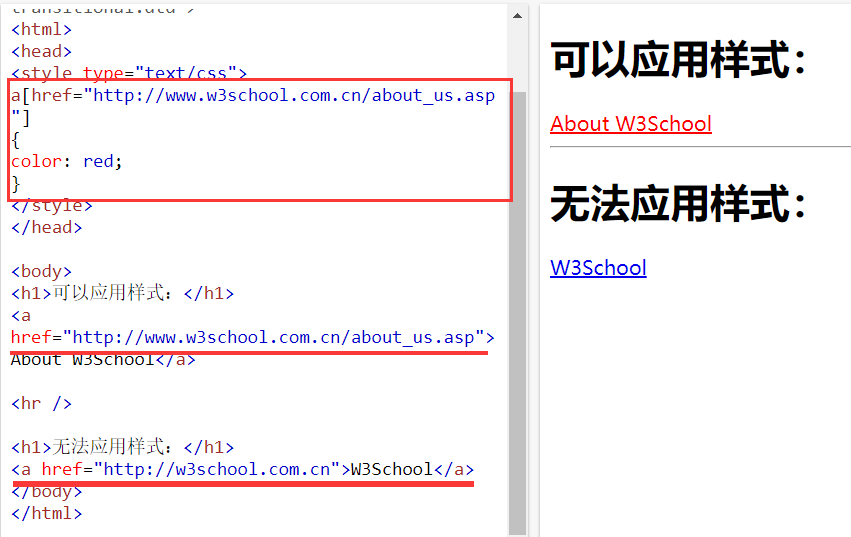 transitional.dtd">
<html>
<head>
<style type="text/css">
a[href="http://www.w3school.com.cn/about_us.asp
"]
{
color: red;
}
</style>
</head>
<body>
<h1>可以应用样式：</h1>
<a
href="http://www.w3school.com.cn/about_us.asp">
About W3School</a>
<hr />
<h1>无法应用样式：</h1>
<a href="http://w3school.com.cn">W3School</a>
</body>
</html>
可以应用样式：
About W3School
无法应用样式：
W3School